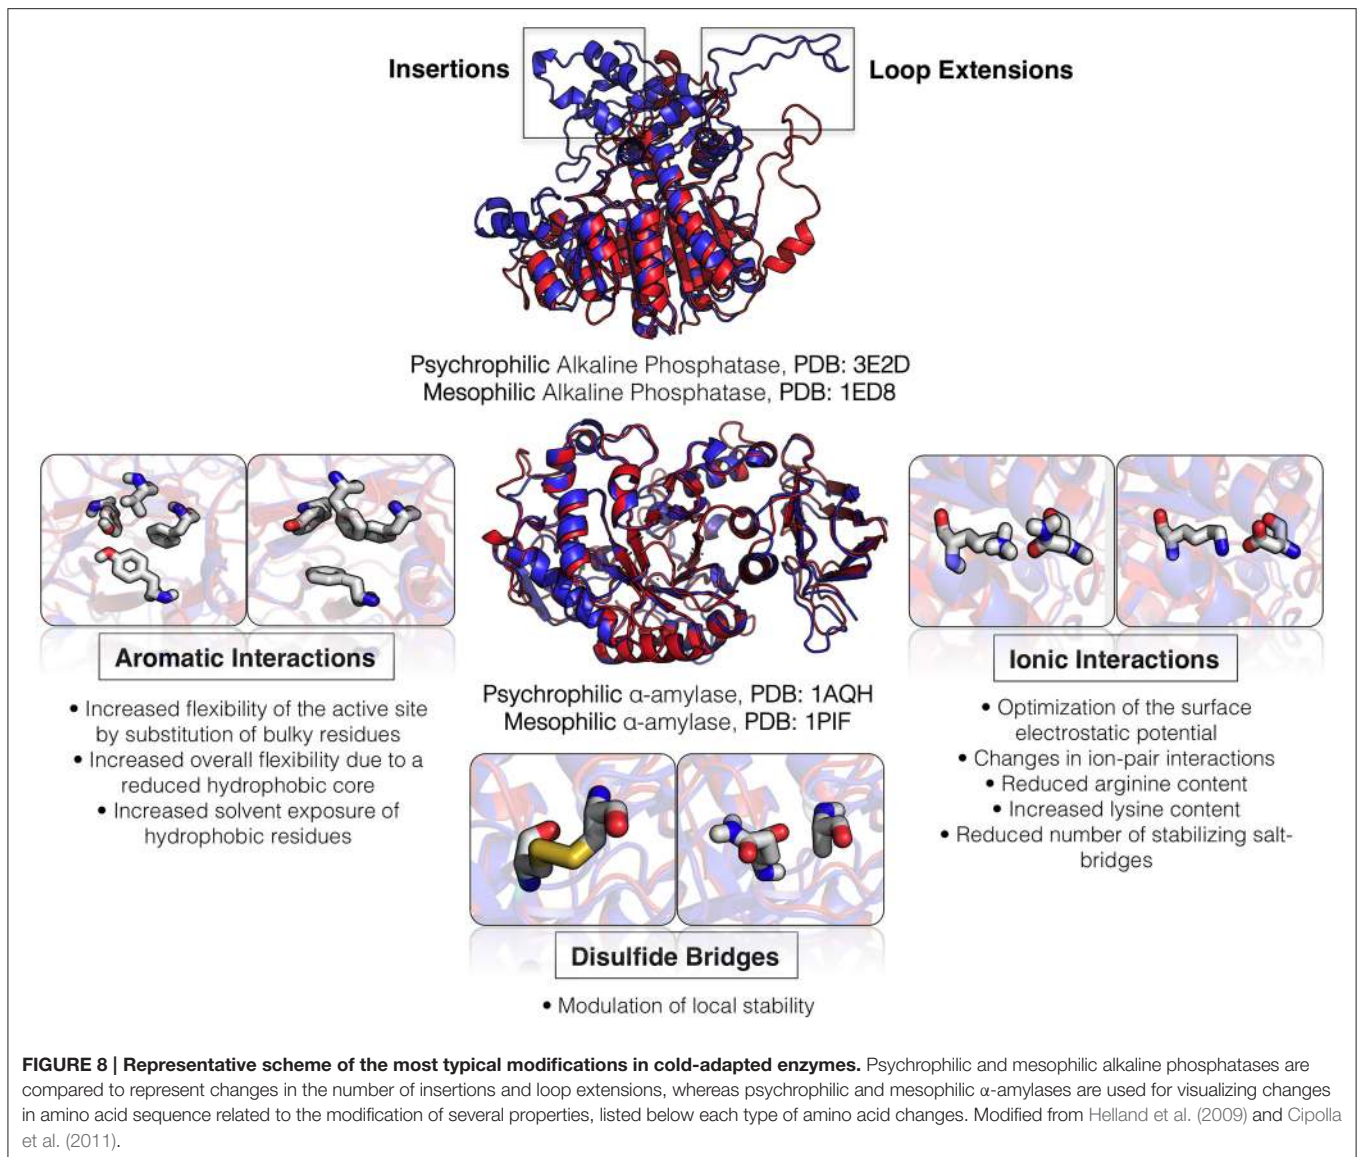 Insertions
Loop Extensions
Psychrophilic Alkaline Phosphatase, PDB: 3E2D
Mesophilic Alkaline Phosphatase, PDB: 1ED8
Aromatic Interactions
• Increased flexibility of the active site
by substitution of bulky residues
• Increased overall flexibility due to a
reduced hydrophobic core
• Increased solvent exposure of
hydrophobic residues
Psychrophilic α-amylase, PDB: 1AQH
Mesophilic α-amylase, PDB: 1PIF
Ionic Interactions
• Optimization of the surface
electrostatic potential
• Changes in ion-pair interactions
• Reduced arginine content
• Increased lysine content
• Reduced number of stabilizing salt-
bridges
Disulfide Bridges
• Modulation of local stability
FIGURE 8 | Representative scheme of the most typical modifications in cold-adapted enzymes. Psychrophilic and mesophilic alkaline phosphatases are
compared to represent changes in the number of insertions and loop extensions, whereas psychrophilic and mesophilic α-amylases are used for visualizing changes
in amino acid sequence related to the modification of several properties, listed below each type of amino acid changes. Modified from Helland et al. (2009) and Cipolla
et al. (2011).